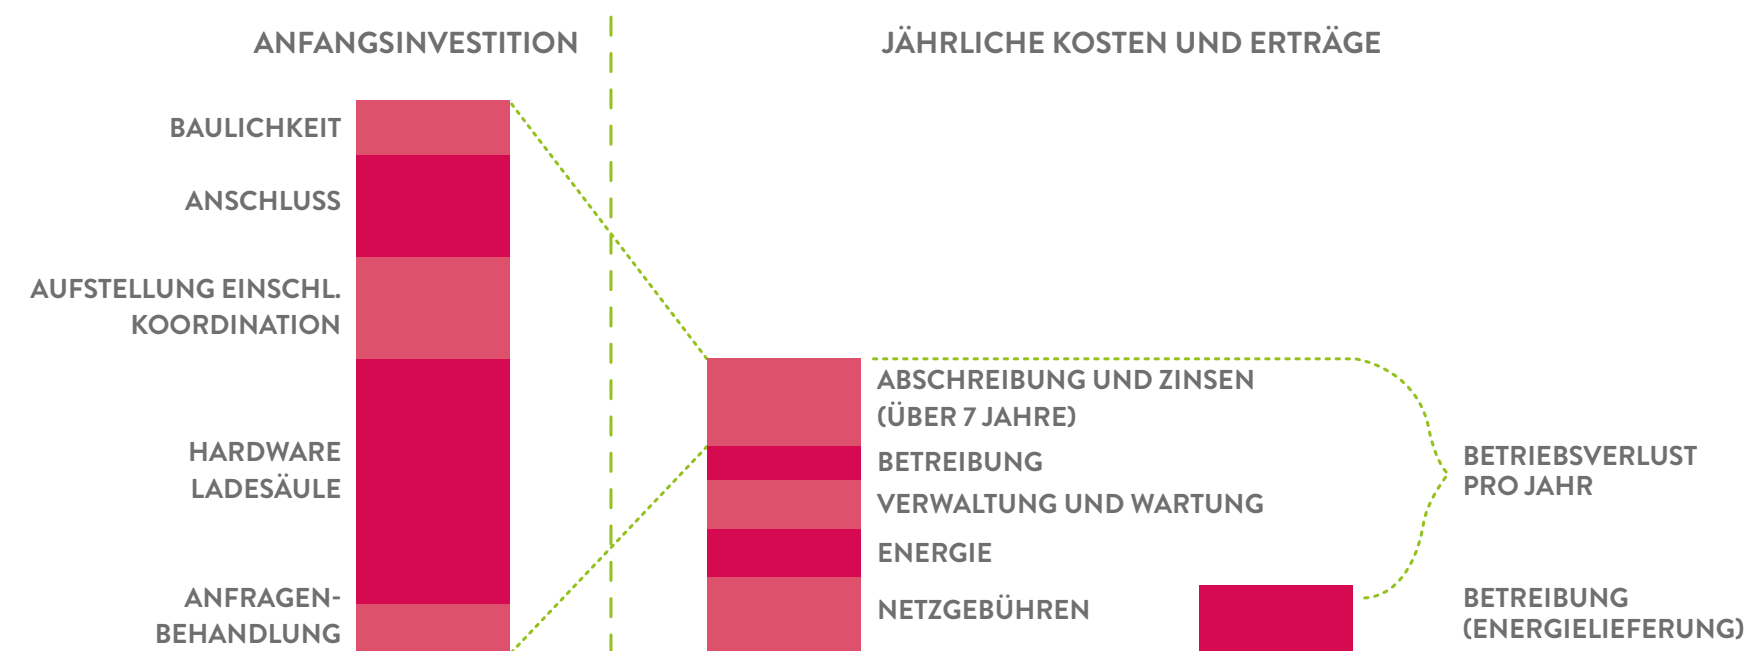 ANFANGSINVESTITION
JÄHRLICHE KOSTEN UND ERTRÄGE
BAULICHKEIT
ANSCHLUSS
AUFSTELLUNG EINSCHL.
KOORDINATION
HARDWARE
LADESÄULE
ANFRAGEN-
BEHANDLUNG
ABSCHREIBUNG UND ZINSEN
(ÜBER 7 JAHRE)
BETREIBUNG
VERWALTUNG UND WARTUNG
ENERGIE
NETZGEBÜHREN
BETRIEBSVERLUST
PRO JAHR
BETREIBUNG
(ENERGIELIEFERUNG)